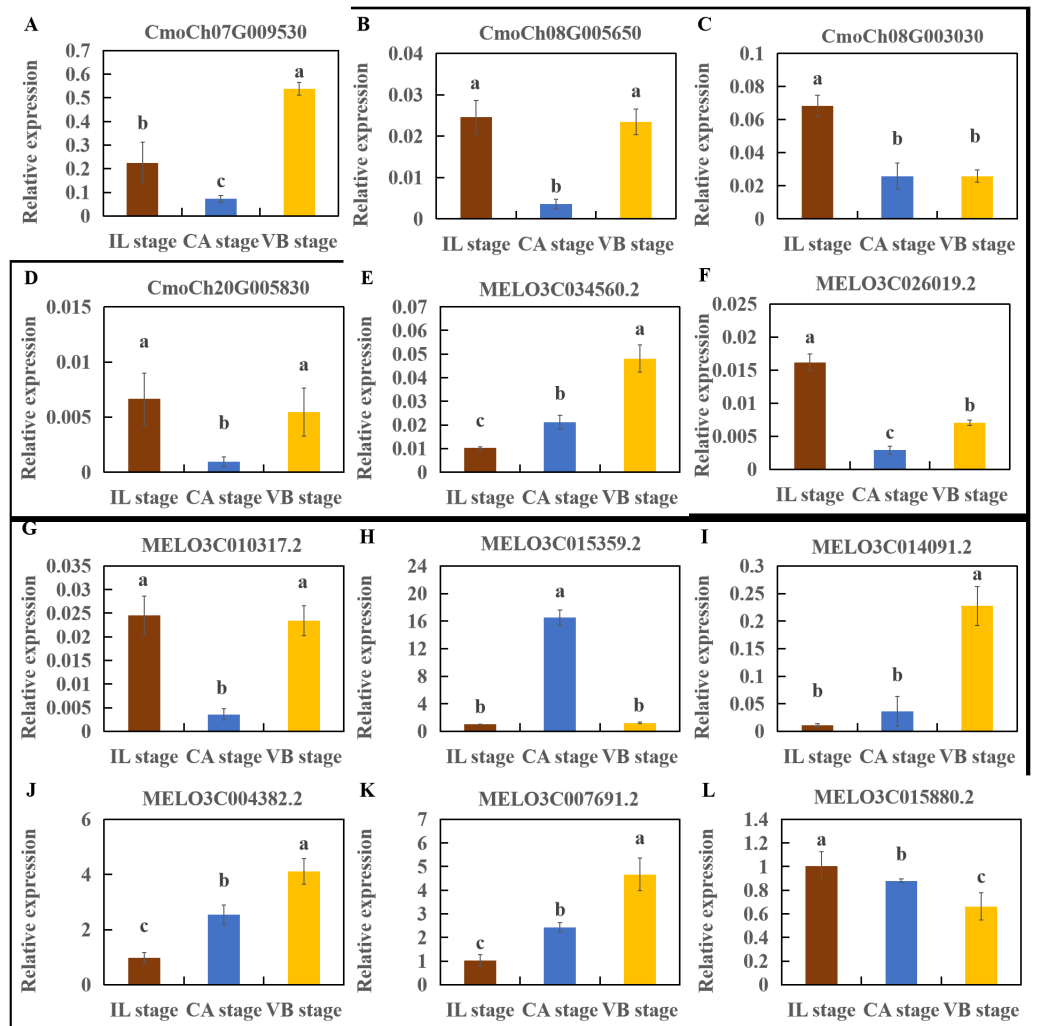 A
CmoCh07G009530
Relative expression
0.7
0.6
0.5
0.4
0.3
0.2
0.1
0
b
c
a
IL stage CA stage VB stage
B
CmoCh08G005650
Relative expression
0.04
0.03
0.02
0.01
0
a
b
a
IL stage CA stage VB stage
C
CmoCh08G003030
Relative expression
0.1
0.08
0.06
0.04
0.02
0
a
b
b
IL stage CA stage VB stage
D
CmoCh20G005830
Relative expression
0.015
0.01
0.005
0
a
b
a
IL stage CA stage VB stage
E
MELO3C034560.2
Relative expression
0.07
0.06
0.05
0.04
0.03
0.02
0.01
0
c
b
a
IL stage CA stage VB stage
F
MELO3C026019.2
Relative expression
0.025
0.02
0.015
0.01
0.005
0
a
c
b
IL stage CA stage VB stage
G
MELO3C010317.2
Relative expression
0.035
0.03
0.025
0.02
0.015
0.01
0.005
0
a
b
a
IL stage CA stage VB stage
H
MELO3C015359.2
Relative expression
24
20
16
12
8
4
0
b
a
b
IL stage CA stage VB stage
I
MELO3C014091.2
Relative expression
0.3
0.25
0.2
0.15
0.1
0.05
0
b
b
a
IL stage CA stage VB stage
J
MELO3C004382.2
Relative expression
6
4
2
0
c
b
a
IL stage CA stage VB stage
K
MELO3C007691.2
Relative expression
7
6
5
4
3
2
1
0
c
b
a
IL stage CA stage VB stage
L
MELO3C015880.2
Relative expression
1.4
1.2
1
0.8
0.6
0.4
0.2
0
a
b
c
IL stage CA stage VB stage